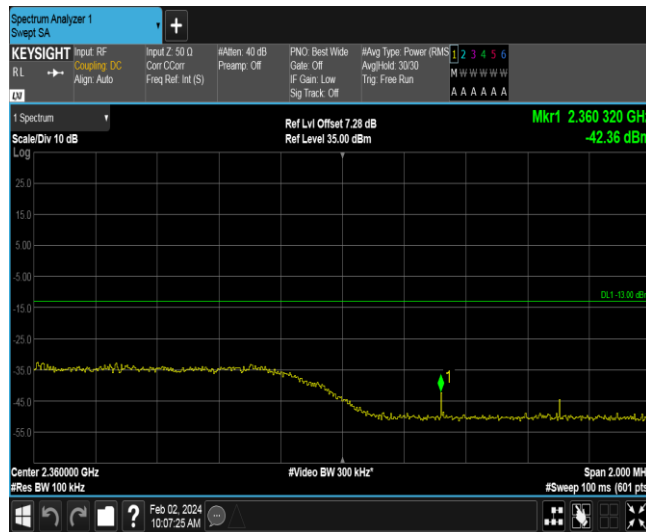 Spectrum Analyzer 1
Swept SA
KEYSIGHT
RL
LXI
Input: RF
Coupling: DC
Align: Auto
Input Z: 50 Ω
Corr CCorr
Freq Ref: Int (S)
#Atten: 40 dB
Preamp: Off
PNO: Best Wide
Gate: Off
IF Gain: Low
Sig Track: Off
#Avg Type: Power (RMS
Avg|Hold: 30/30
Trig: Free Run
1 2 3 4 5 6
M W W W W W
A A A A A A
1 Spectrum
Scale/Div 10 dB
Log
Ref Lvl Offset 7.28 dB
Ref Level 35.00 dBm
Mkr1 2.360 320 GHz
-42.36 dBm
25.0
15.0
5.00
-5.00
DL1 -13.00 dBm
-15.0
-25.0
-35.0
1
-45.0
-55.0
Center 2.360000 GHz
#Video BW 300 kHz*
Span 2.000 MH
#Res BW 100 kHz
#Sweep 100 ms (601 pts
?
Feb 02, 2024
10:07:25 AM